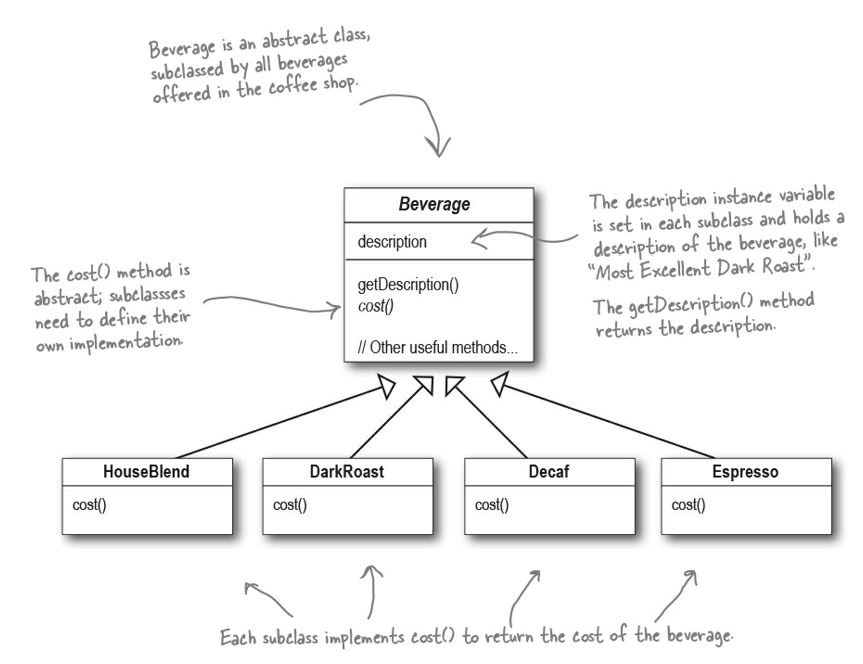 Beverage is an abstract class,
subclassed by all beverages
offered in the coffee shop.
Beverage
description
getDescription()
cost()
// Other useful methods...
The description instance variable
is set in each subclass and holds a
description of the beverage, like
“Most Excellent Dark Roast”.
The getDescription() method
returns the description.
The cost() method is
abstract; subclassses
need to define their
own implementation.
HouseBlend
cost()
DarkRoast
cost()
Decaf
cost()
Espresso
cost()
Each subclass implements cost() to return the cost of the beverage.